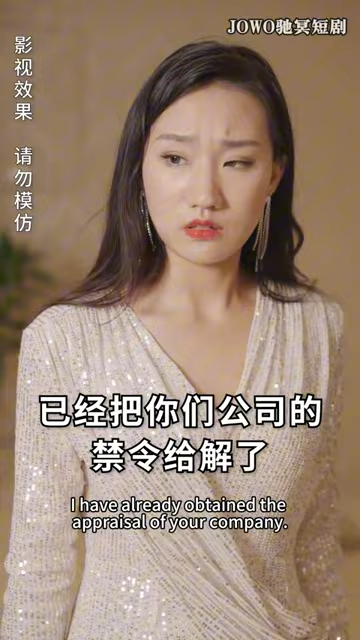 JOWO驰冥短剧
影视效果 请勿模仿
已经把你们公司的
禁令给解了
I have already obtained the
appraisal of your company.